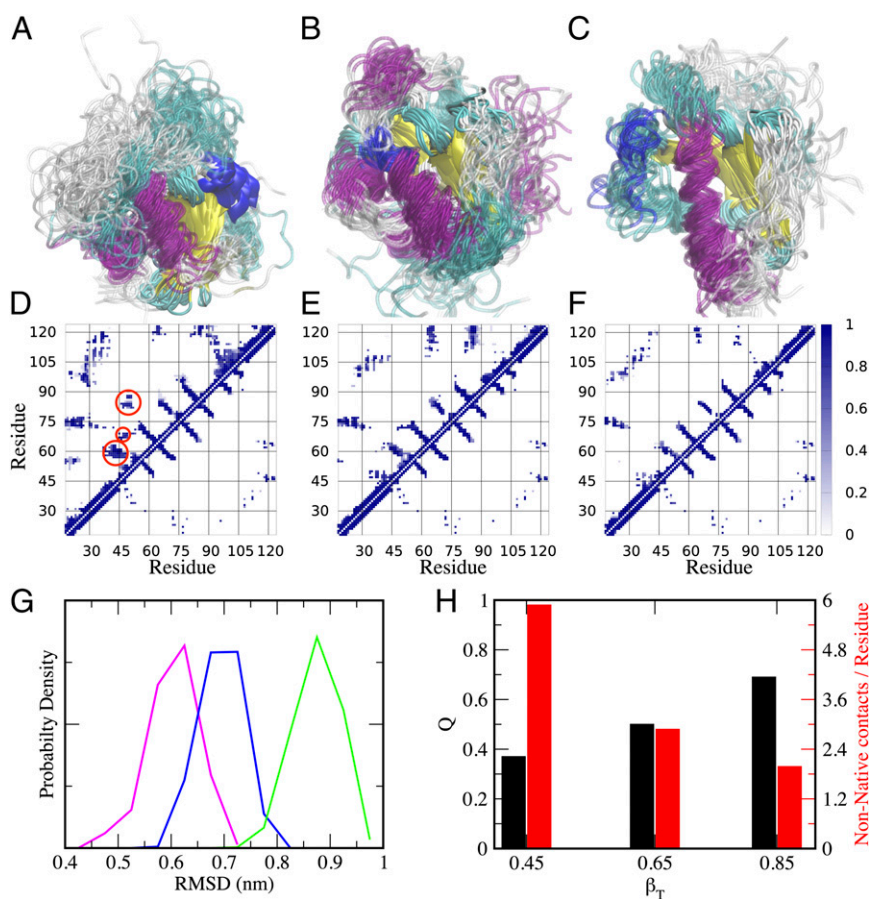 A B C
D E F
120 120 120 1
105 105 105 0.8
90 90 90
75 75 75 0.6
60 60 60 0.4
45 45 45 0.2
30 30 30 0
Residue
30 45 60 75 90 105 120 30 45 60 75 90 105 120 30 45 60 75 90 105 120
Residue Residue Residue
G
Probabilty Density
0.4 0.5 0.6 0.7 0.8 0.9 1
RMSD (nm)
H
1 6
0.8 4.8
0.6 3.6
0.4 2.4
0.2 1.2
0 0
Q
Non-Native contacts / Residue
0.45 0.65 0.85
β_T